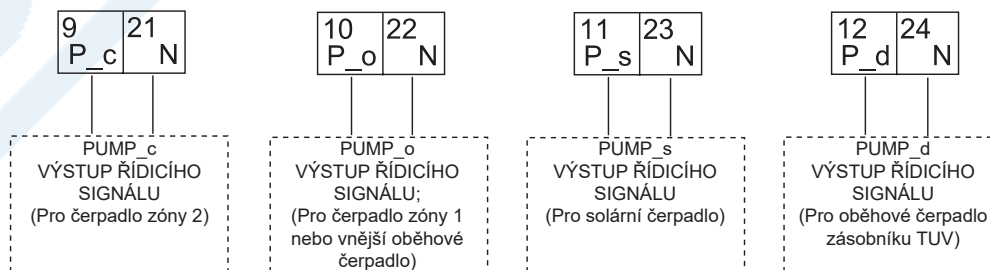 9 21
P_c N
PUMP_c
VÝSTUP ŘÍDICÍHO
SIGNÁLU
(Pro čerpadlo zóny 2)
10 22
P_o N
PUMP_o
VÝSTUP ŘÍDICÍHO
SIGNÁLU;
(Pro čerpadlo zóny 1
nebo vnější oběhové
čerpadlo)
11 23
P_s N
PUMP_s
VÝSTUP ŘÍDICÍHO
SIGNÁLU
(Pro solární čerpadlo)
12 24
P_d N
PUMP_d
VÝSTUP ŘÍDICÍHO
SIGNÁLU
(Pro oběhové čerpadlo
zásobníku TUV)